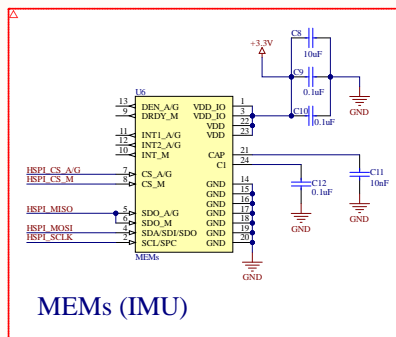 C8
+3.3V
10uF
C9
0.1uF
C10
0.1uF
GND
U6
13 DEN_A/G VDD_IO 1
9 DRDY_M VDD_IO 3
VDD 22
11 INT1_A/G VDD 23
12 INT2_A/G
10 INT_M CAP 21
C1 24
HSPI_CS_A/G 7 CS_A/G
HSPI_CS_M 8 CS_M GND 14
GND 15
GND 16
HSPI_MISO 5 SDO_A/G GND 17
6 SDO_M GND 18
HSPI_MOSI 4 SDA/SDI/SDO GND 19
HSPI_SCLK 2 SCL/SPC GND 20
MEMs
C12
0.1uF
GND
C11
10nF
GND
GND
MEMs (IMU)